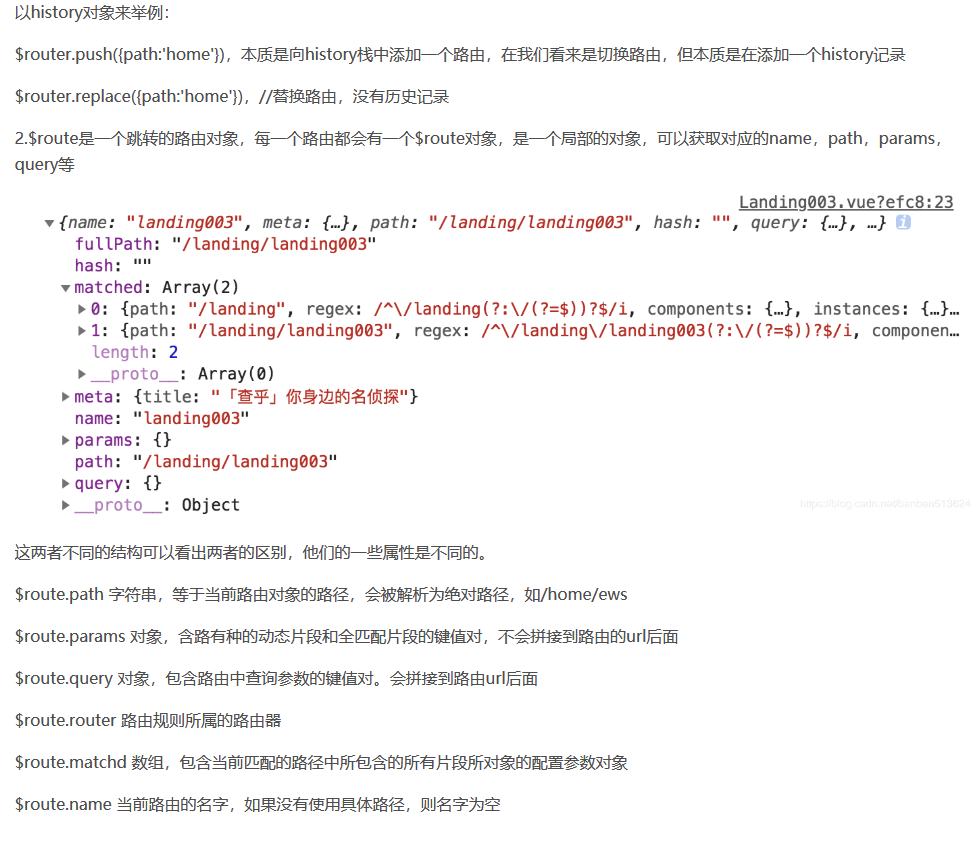 以history对象来举例：
$router.push({path:'home'})，本质是向history栈中添加一个路由，在我们看来是切换路由，但本质是在添加一个history记录
$router.replace({path:'home'})，//替换路由，没有历史记录
2.$route是一个跳转的路由对象，每一个路由都会有一个$route对象，是一个局部的对象，可以获取对应的name，path，params，
query等
Landing003.vue?efc8:23
▼{name: "landing003", meta: {…}, path: "/landing/landing003", hash: "", query: {…}, …} i
fullPath: "/landing/landing003"
hash: ""
▼matched: Array(2)
▶0: {path: "/landing", regex: /^\/landing(?:\/(?=$))?$/i, components: {…}, instances: {…}…
▶1: {path: "/landing/landing003", regex: /^\/landing\/landing003(?:\/(?=$))?$/i, componen…
length: 2
▶__proto__: Array(0)
▶meta: {title: "「查乎」你身边的名侦探"}
name: "landing003"
▶params: {}
path: "/landing/landing003"
▶query: {}
▶__proto__: Object
这两者不同的结构可以看出两者的区别，他们的一些属性是不同的。
$route.path 字符串，等于当前路由对象的路径，会被解析为绝对路径，如/home/ews
$route.params 对象，含路有种的动态片段和全匹配片段的键值对，不会拼接到路由的url后面
$route.query 对象，包含路由中查询参数的键值对。会拼接到路由url后面
$route.router 路由规则所属的路由器
$route.matchd 数组，包含当前匹配的路径中所包含的所有片段所对象的配置参数对象
$route.name 当前路由的名字，如果没有使用具体路径，则名字为空